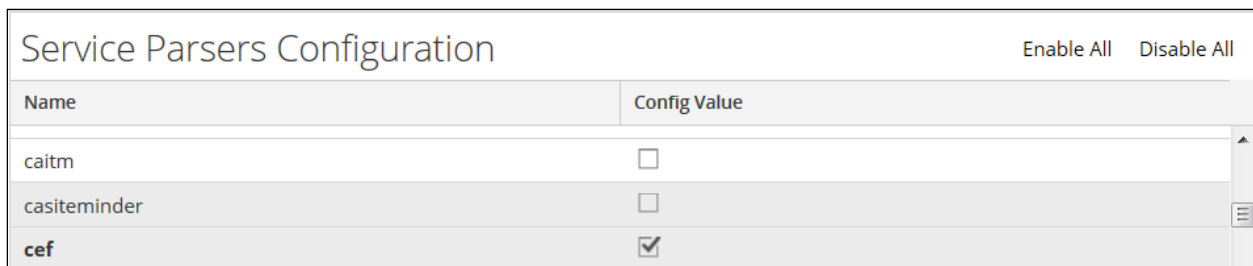 Service Parsers Configuration Enable All Disable All
Name Config Value
caitm
casiteminder
cef